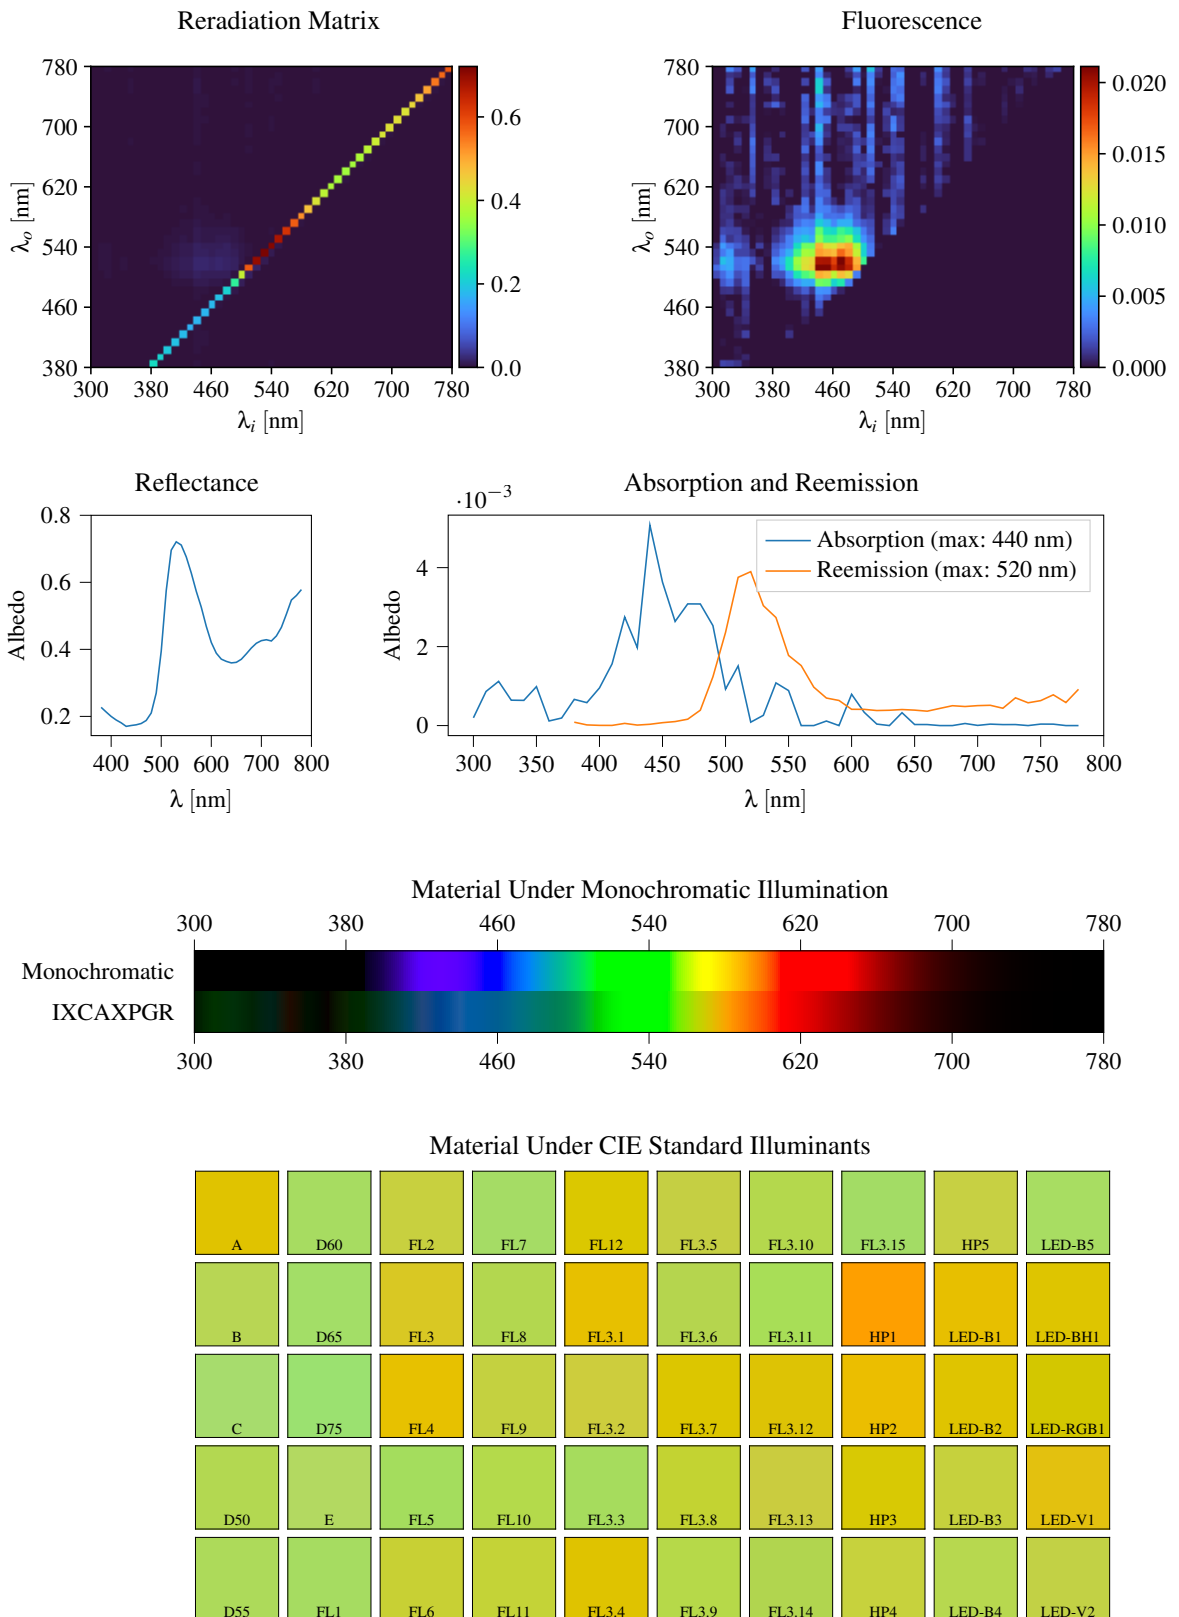 Reradiation Matrix
Fluorescence
780
700
620
540
460
380
λo [nm]
300 380 460 540 620 700 780
λi [nm]
0.6
0.4
0.2
0.0
780
700
620
540
460
380
λo [nm]
300 380 460 540 620 700 780
λi [nm]
0.020
0.015
0.010
0.005
0.000
Reflectance
0.8
0.6
0.4
0.2
Albedo
400 500 600 700 800
λ [nm]
Absorption and Reemission
·10−3
4
2
0
Albedo
Absorption (max: 440 nm)
Reemission (max: 520 nm)
300 350 400 450 500 550 600 650 700 750 800
λ [nm]
Material Under Monochromatic Illumination
300 380 460 540 620 700 780
Monochromatic
IXCAXPGR
300 380 460 540 620 700 780
Material Under CIE Standard Illuminants
A D60 FL2 FL7 FL12 FL3.5 FL3.10 FL3.15 HP5 LED-B5
B D65 FL3 FL8 FL3.1 FL3.6 FL3.11 HP1 LED-B1 LED-BH1
C D75 FL4 FL9 FL3.2 FL3.7 FL3.12 HP2 LED-B2 LED-RGB1
D50 E FL5 FL10 FL3.3 FL3.8 FL3.13 HP3 LED-B3 LED-V1
D55 FL1 FL6 FL11 FL3.4 FL3.9 FL3.14 HP4 LED-B4 LED-V2